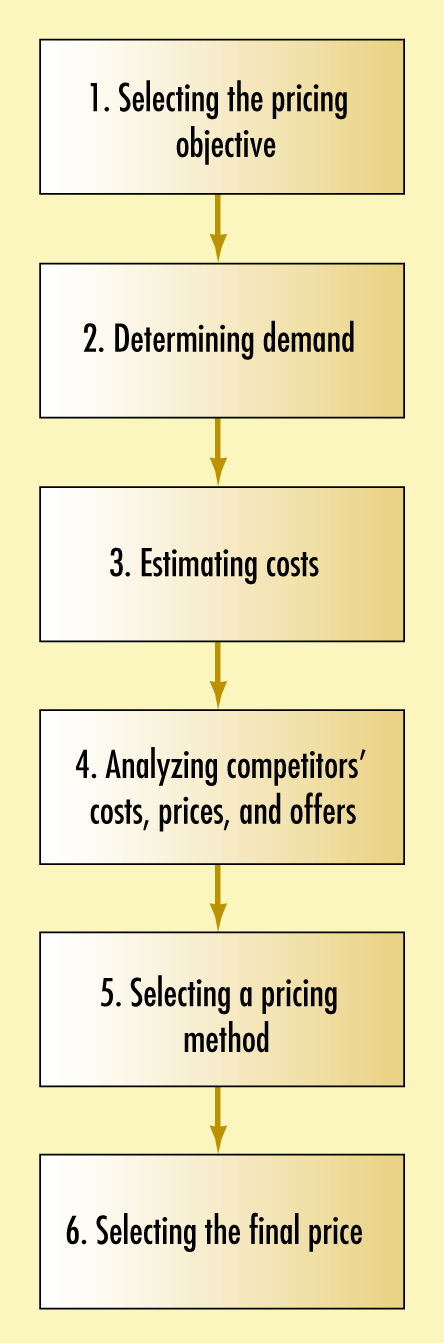 1. Selecting the pricing
objective
2. Determining demand
3. Estimating costs
4. Analyzing competitors’
costs, prices, and offers
5. Selecting a pricing
method
6. Selecting the final price